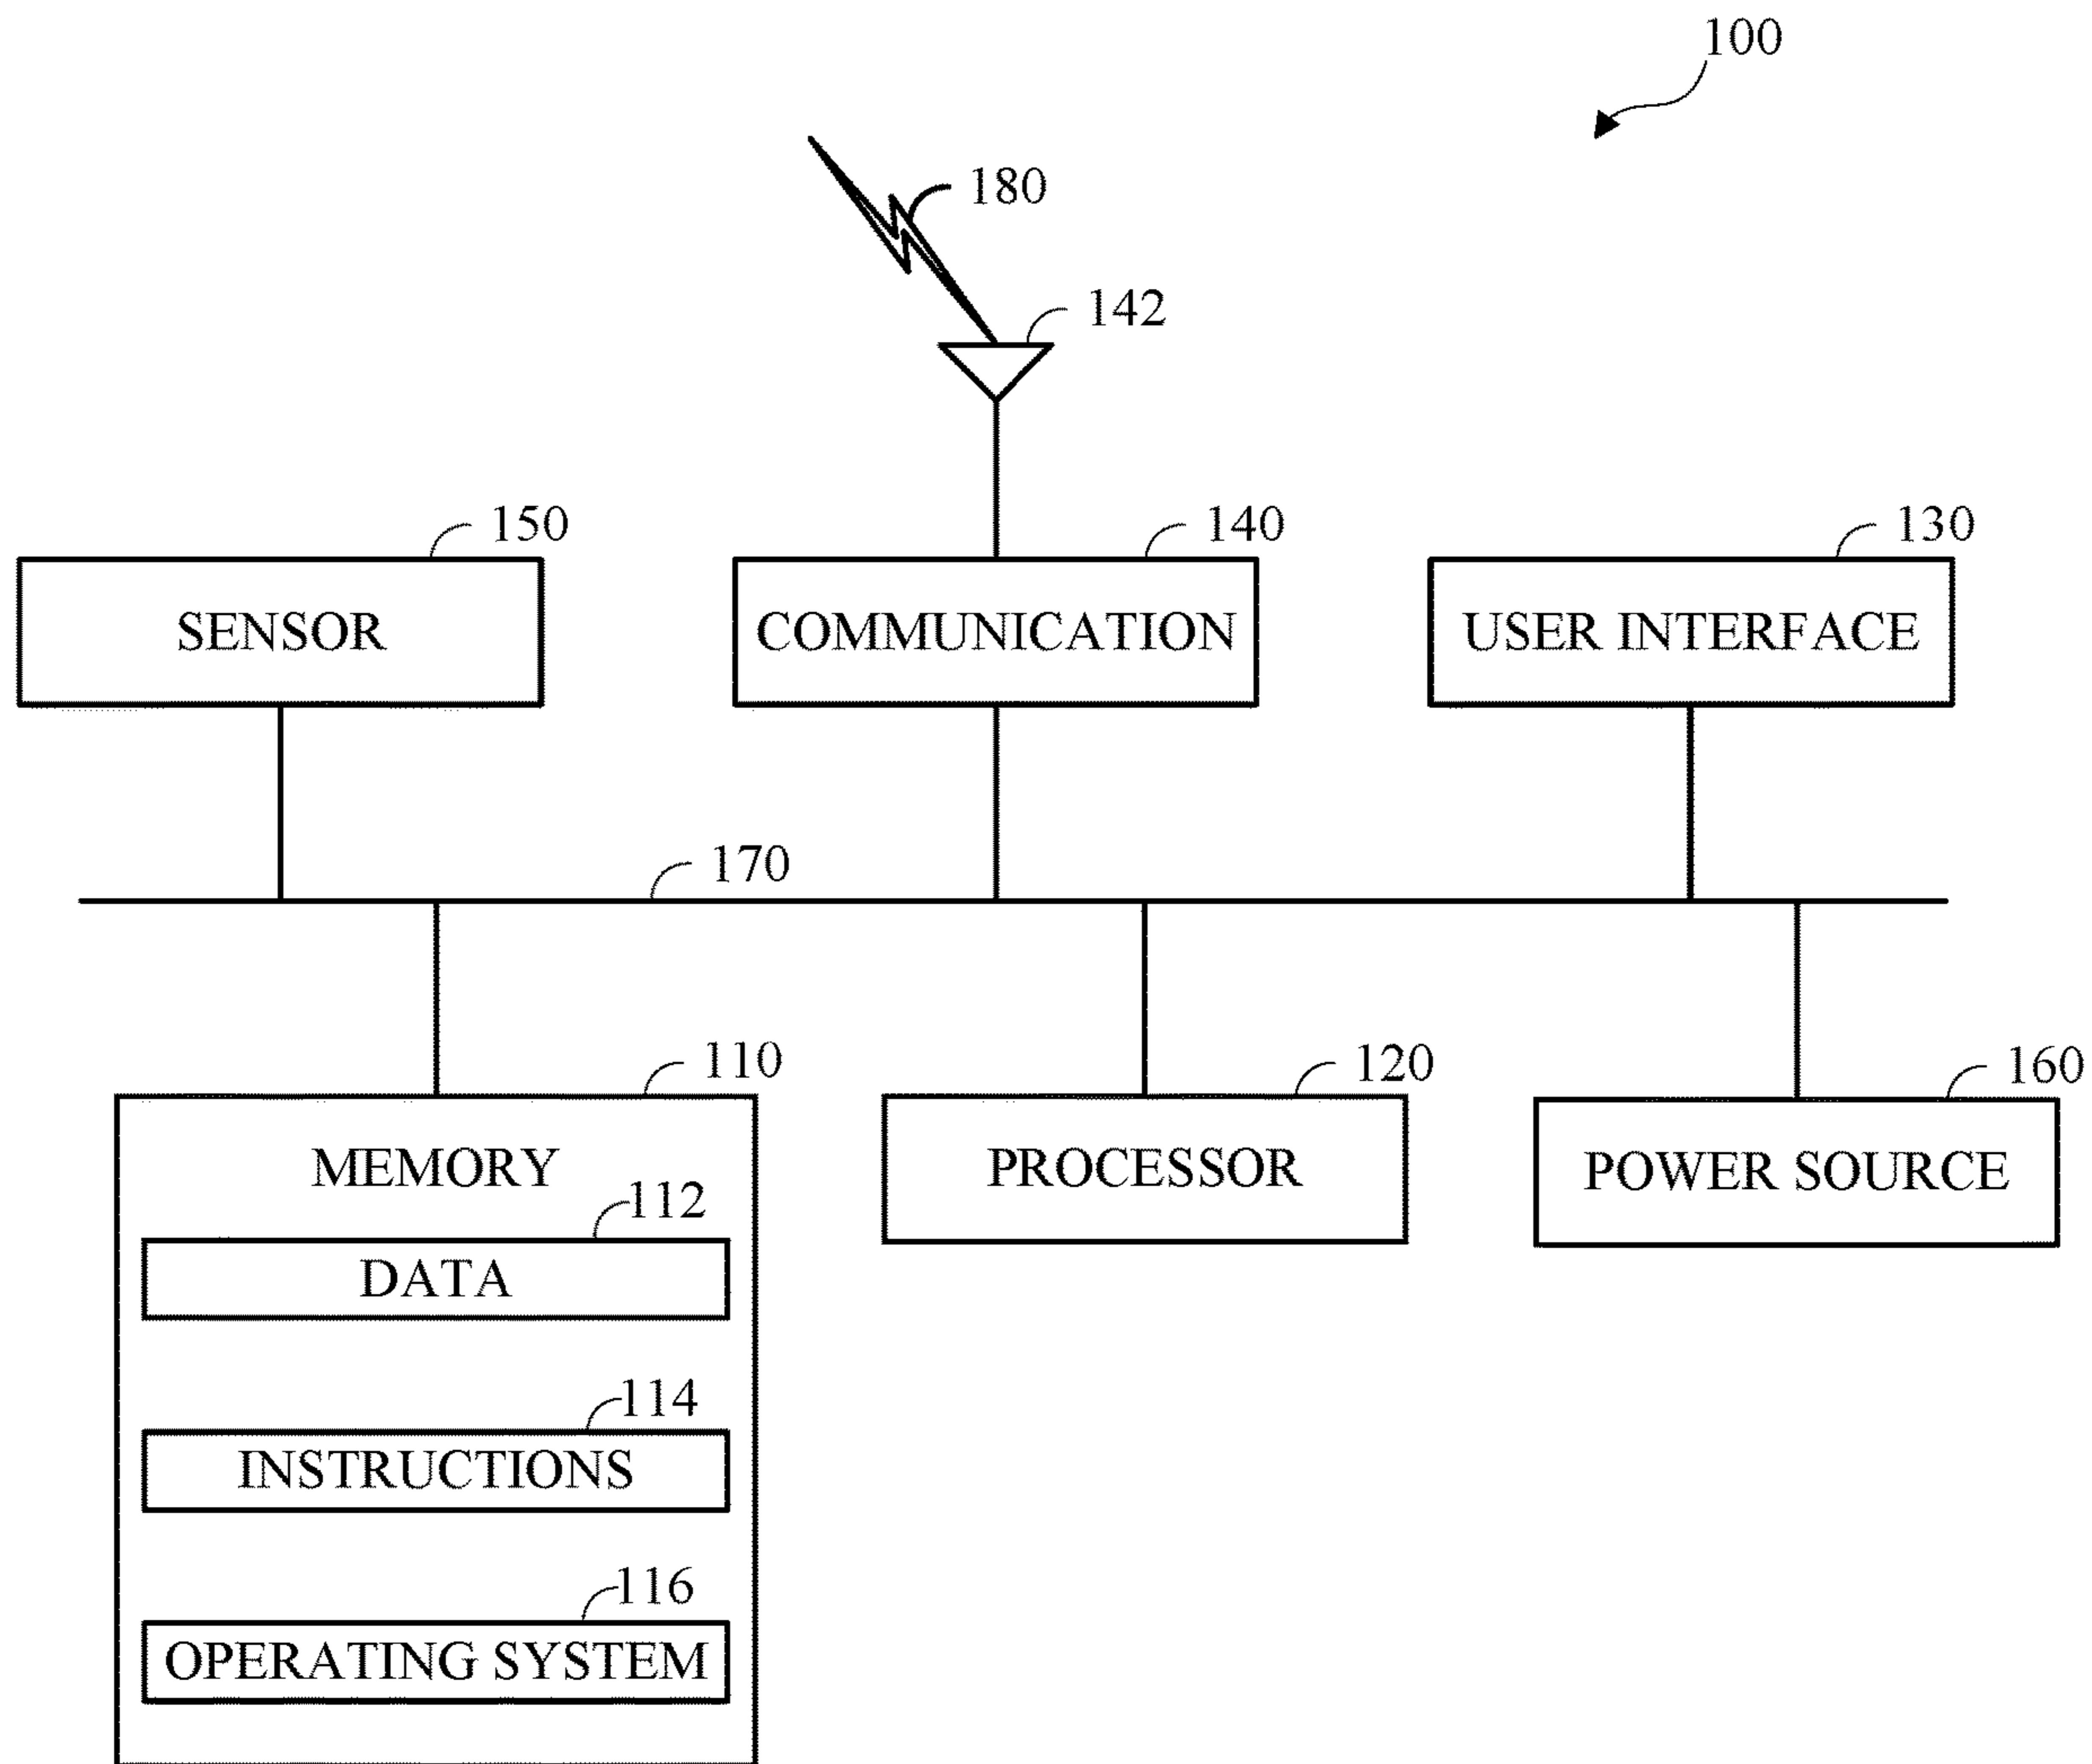 100
180
142
150
140
130
SENSOR
COMMUNICATION
USER INTERFACE
170
110
120
160
MEMORY
PROCESSOR
POWER SOURCE
112
DATA
114
INSTRUCTIONS
116
OPERATING SYSTEM